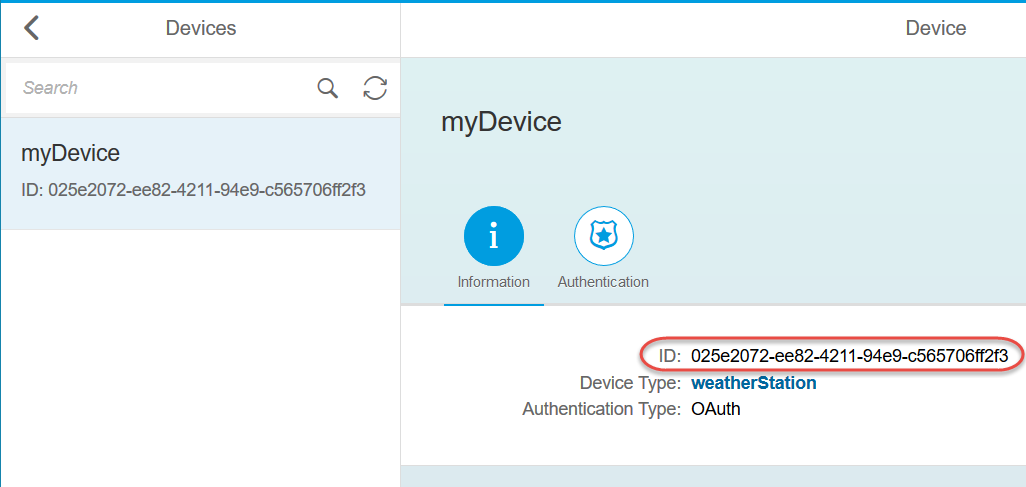 Devices
Device
Search
myDevice
ID: 025e2072-ee82-4211-94e9-c565706ff2f3
myDevice
i
Information
Authentication
ID: 025e2072-ee82-4211-94e9-c565706ff2f3
Device Type: weatherStation
Authentication Type: OAuth